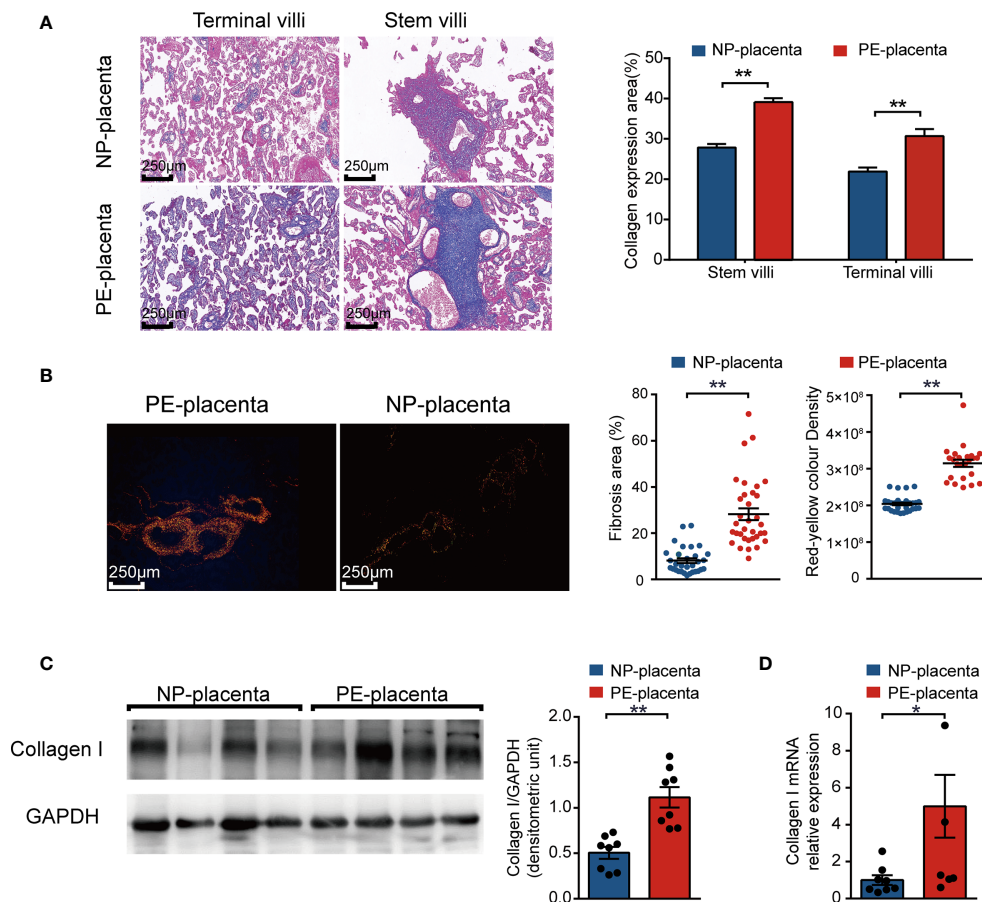 A
Terminal villi
Stem villi
NP-placenta
PE-placenta
250μm
250μm
250μm
250μm
NP-placenta
PE-placenta
Collagen expression area(%)
50
40
30
20
10
0
**
**
Stem villi
Terminal villi
B
PE-placenta
NP-placenta
250μm
250μm
NP-placenta
PE-placenta
Fibrosis area (%)
80
60
40
20
0
**
Red-yellow colour Density
5×10⁸
4×10⁸
3×10⁸
2×10⁸
1×10⁸
0
**
C
NP-placenta
PE-placenta
Collagen I
GAPDH
NP-placenta
PE-placenta
Collagen I/GAPDH
(densitometric unit)
2.0
1.5
1.0
0.5
0.0
**
D
NP-placenta
PE-placenta
Collagen I mRNA
relative expression
10
8
6
4
2
0
*